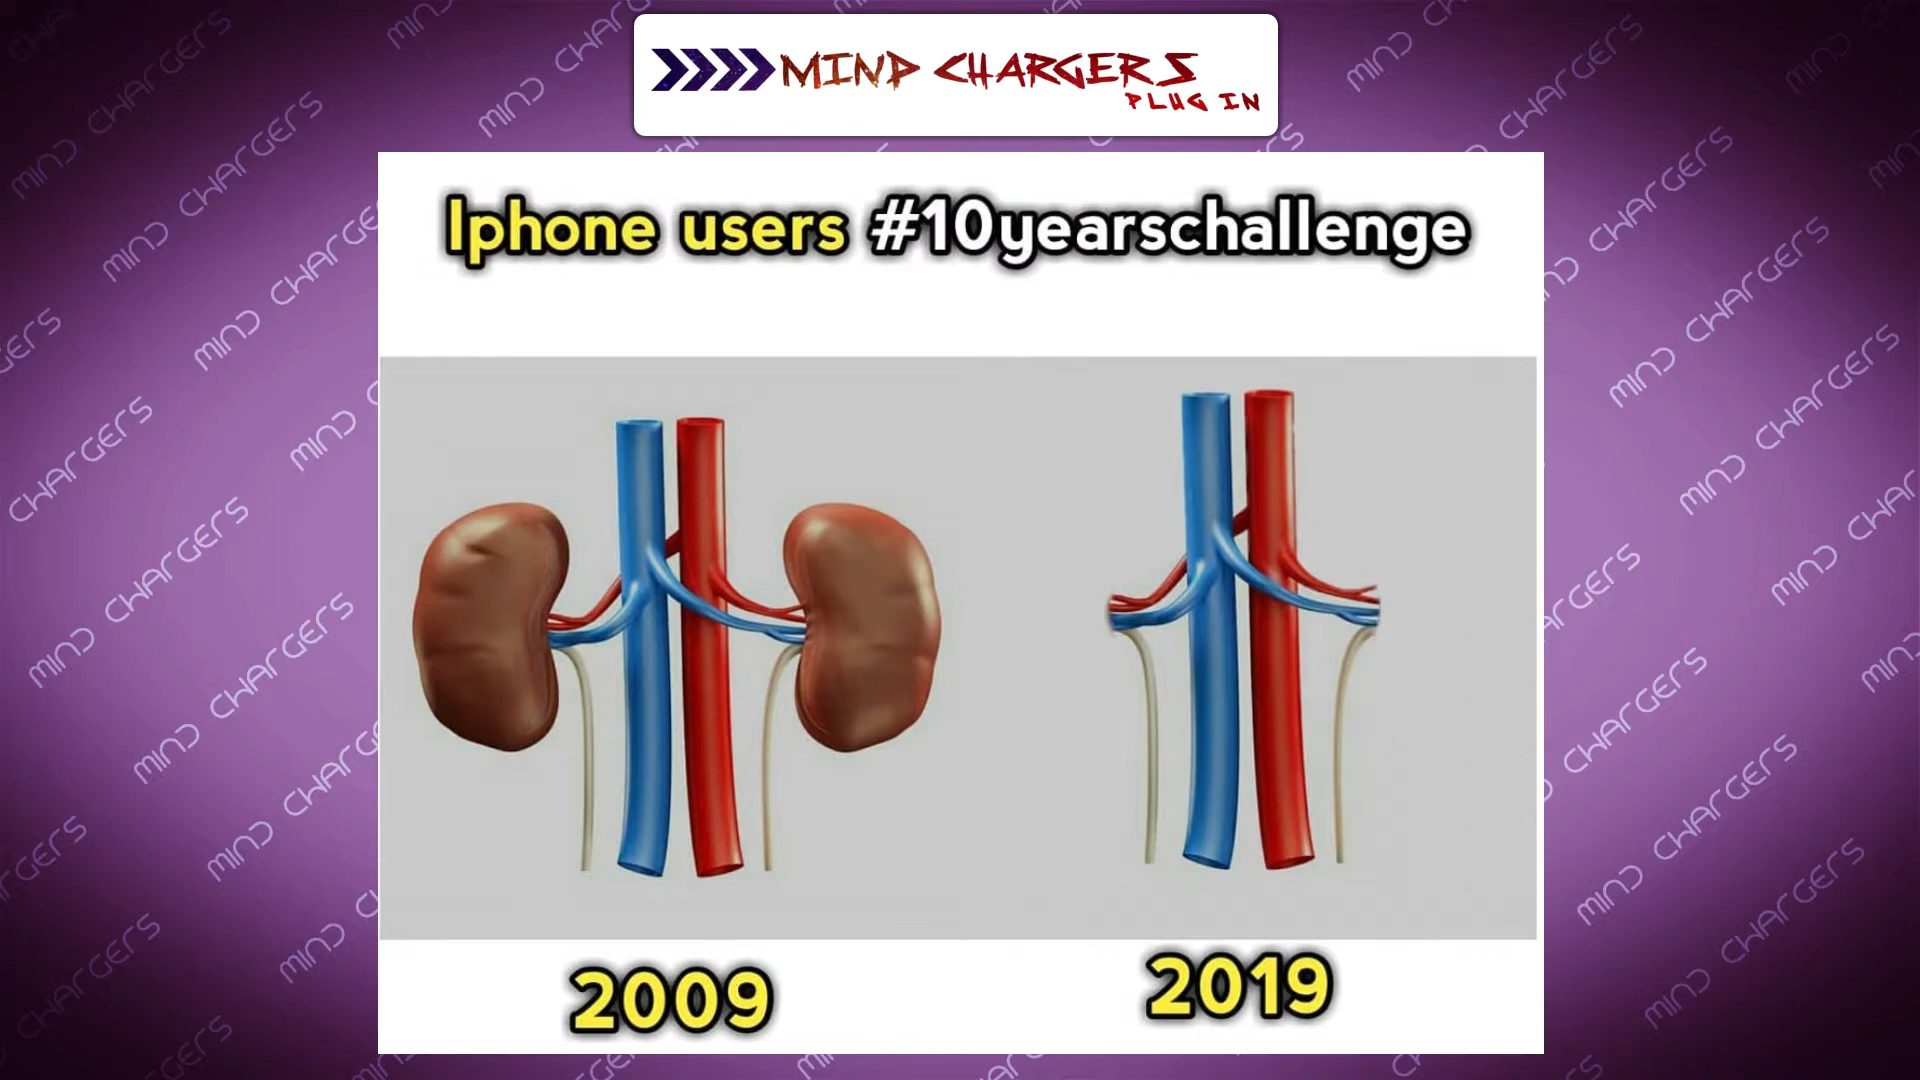 MIND CHARGERS
PLUG IN
Iphone users #10yearschallenge
2009
2019